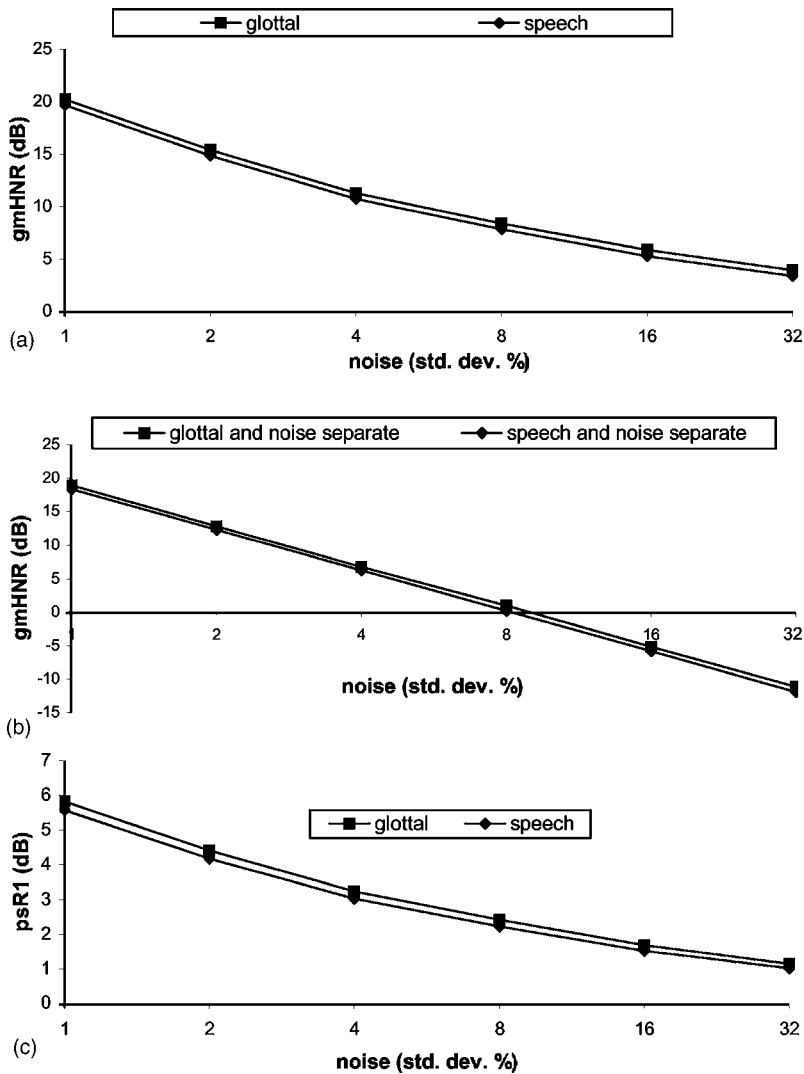 glottal speech
gmHNR (dB)
25
20
15
10
5
0
1 2 4 8 16 32
noise (std. dev. %)
(a)
glottal and noise separate speech and noise separate
gmHNR (dB)
25
20
15
10
5
0
-5
-10
-15
1 2 4 8 16 32
noise (std. dev. %)
(b)
glottal speech
psR1 (dB)
7
6
5
4
3
2
1
0
1 2 4 8 16 32
noise (std. dev. %)
(c)